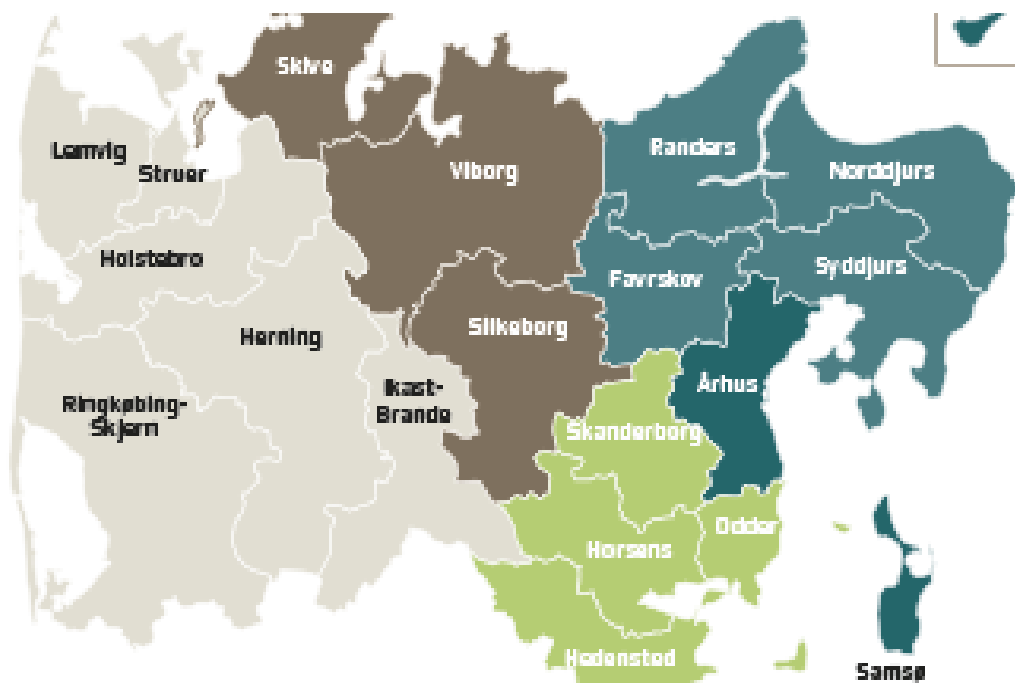 Skive
Lemvig
Struer
Viborg
Randers
Norddjurs
Holstebro
Favrskov
Syddjurs
Herning
Silkeborg
Ikast-
Brande
Århus
Ringkøbing-
Skjern
Skanderborg
Odder
Horsens
Hedensted
Samsø